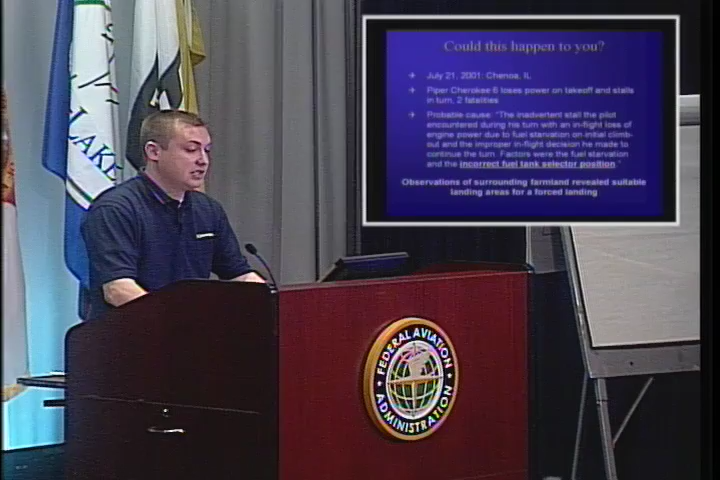 Could this happen to you?
July 21, 2001: Chenoa, IL
Piper Cherokee 6 loses power on takeoff and stalls
in turn, 2 fatalities
Probable cause: "The inadvertent stall the pilot
encountered during his turn with an in-flight loss of
engine power due to fuel starvation on initial climb-
out and the improper in-flight decision he made to
continue the turn. Factors were the fuel starvation
and the incorrect fuel tank selector position."
Observations of surrounding farmland revealed suitable
landing areas for a forced landing
LAKE
FEDERAL AVIATION
ADMINISTRATION